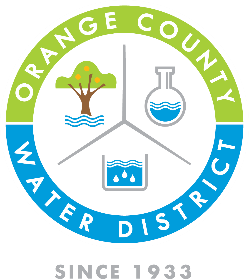 ORANGE COUNTY
WATER DISTRICT
SINCE 1933